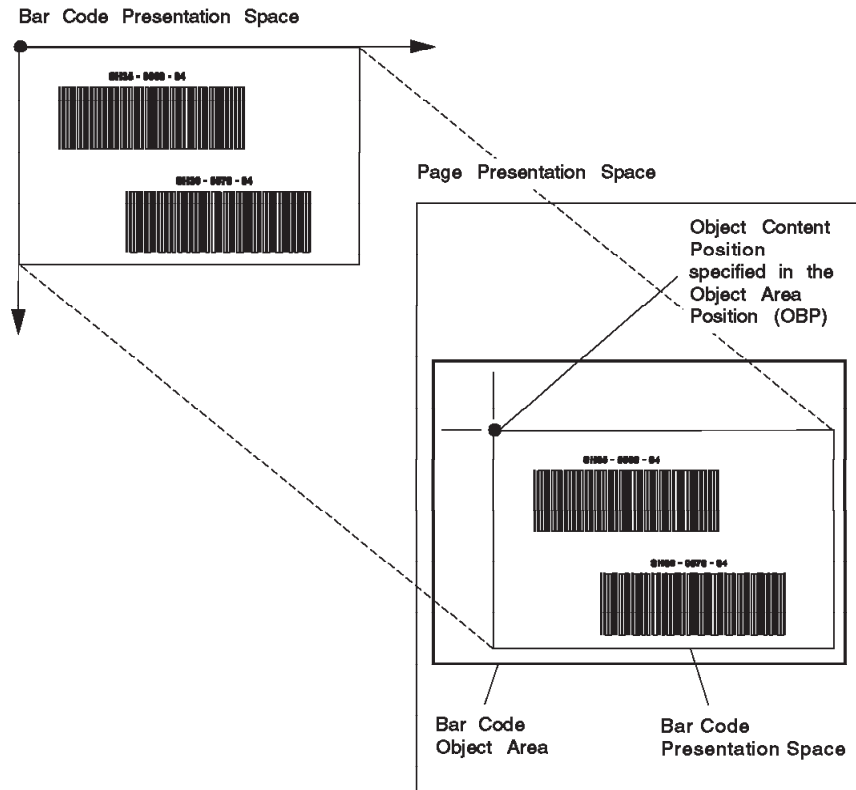 Bar Code Presentation Space
Page Presentation Space
Object Content
Position
specified in the
Object Area
Position (OBP)
Bar Code
Object Area
Bar Code
Presentation Space